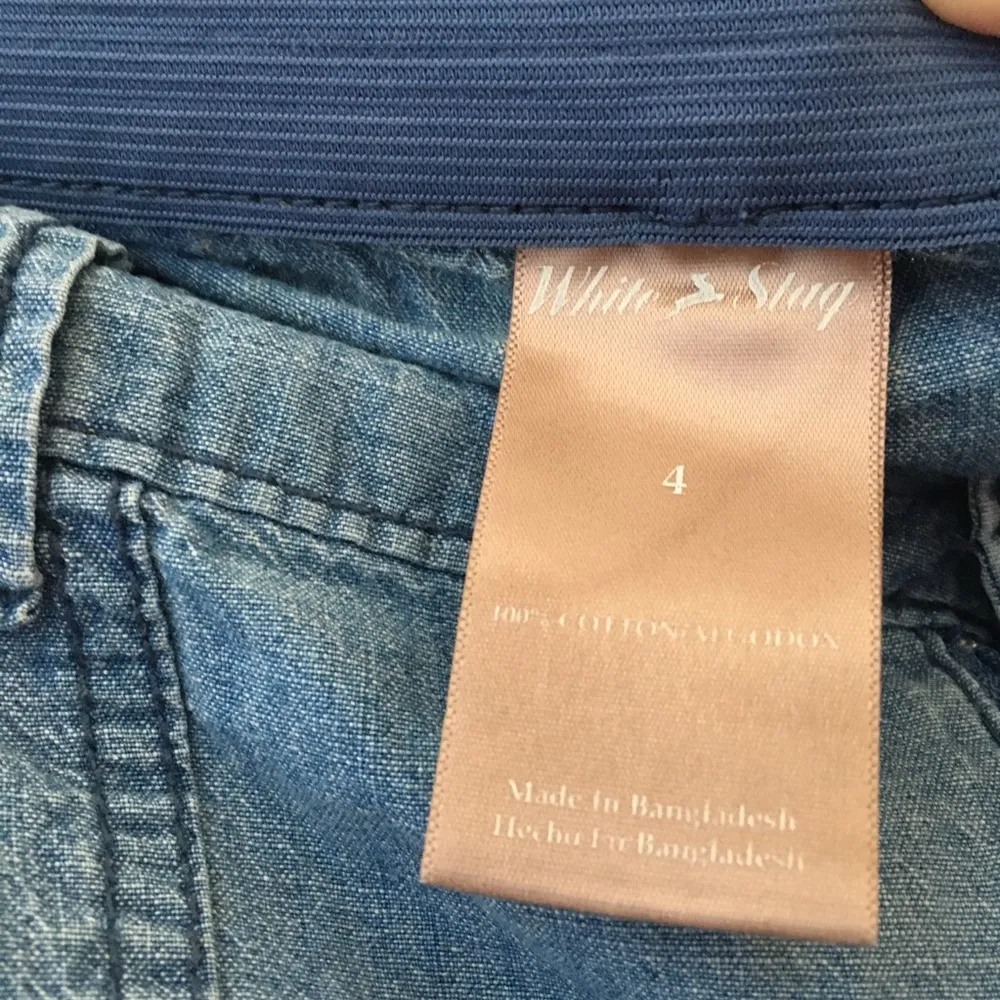 White Stag
4
100% COTTON/ALGODON
Made In Bangladesh
Hecho En Bangladesh